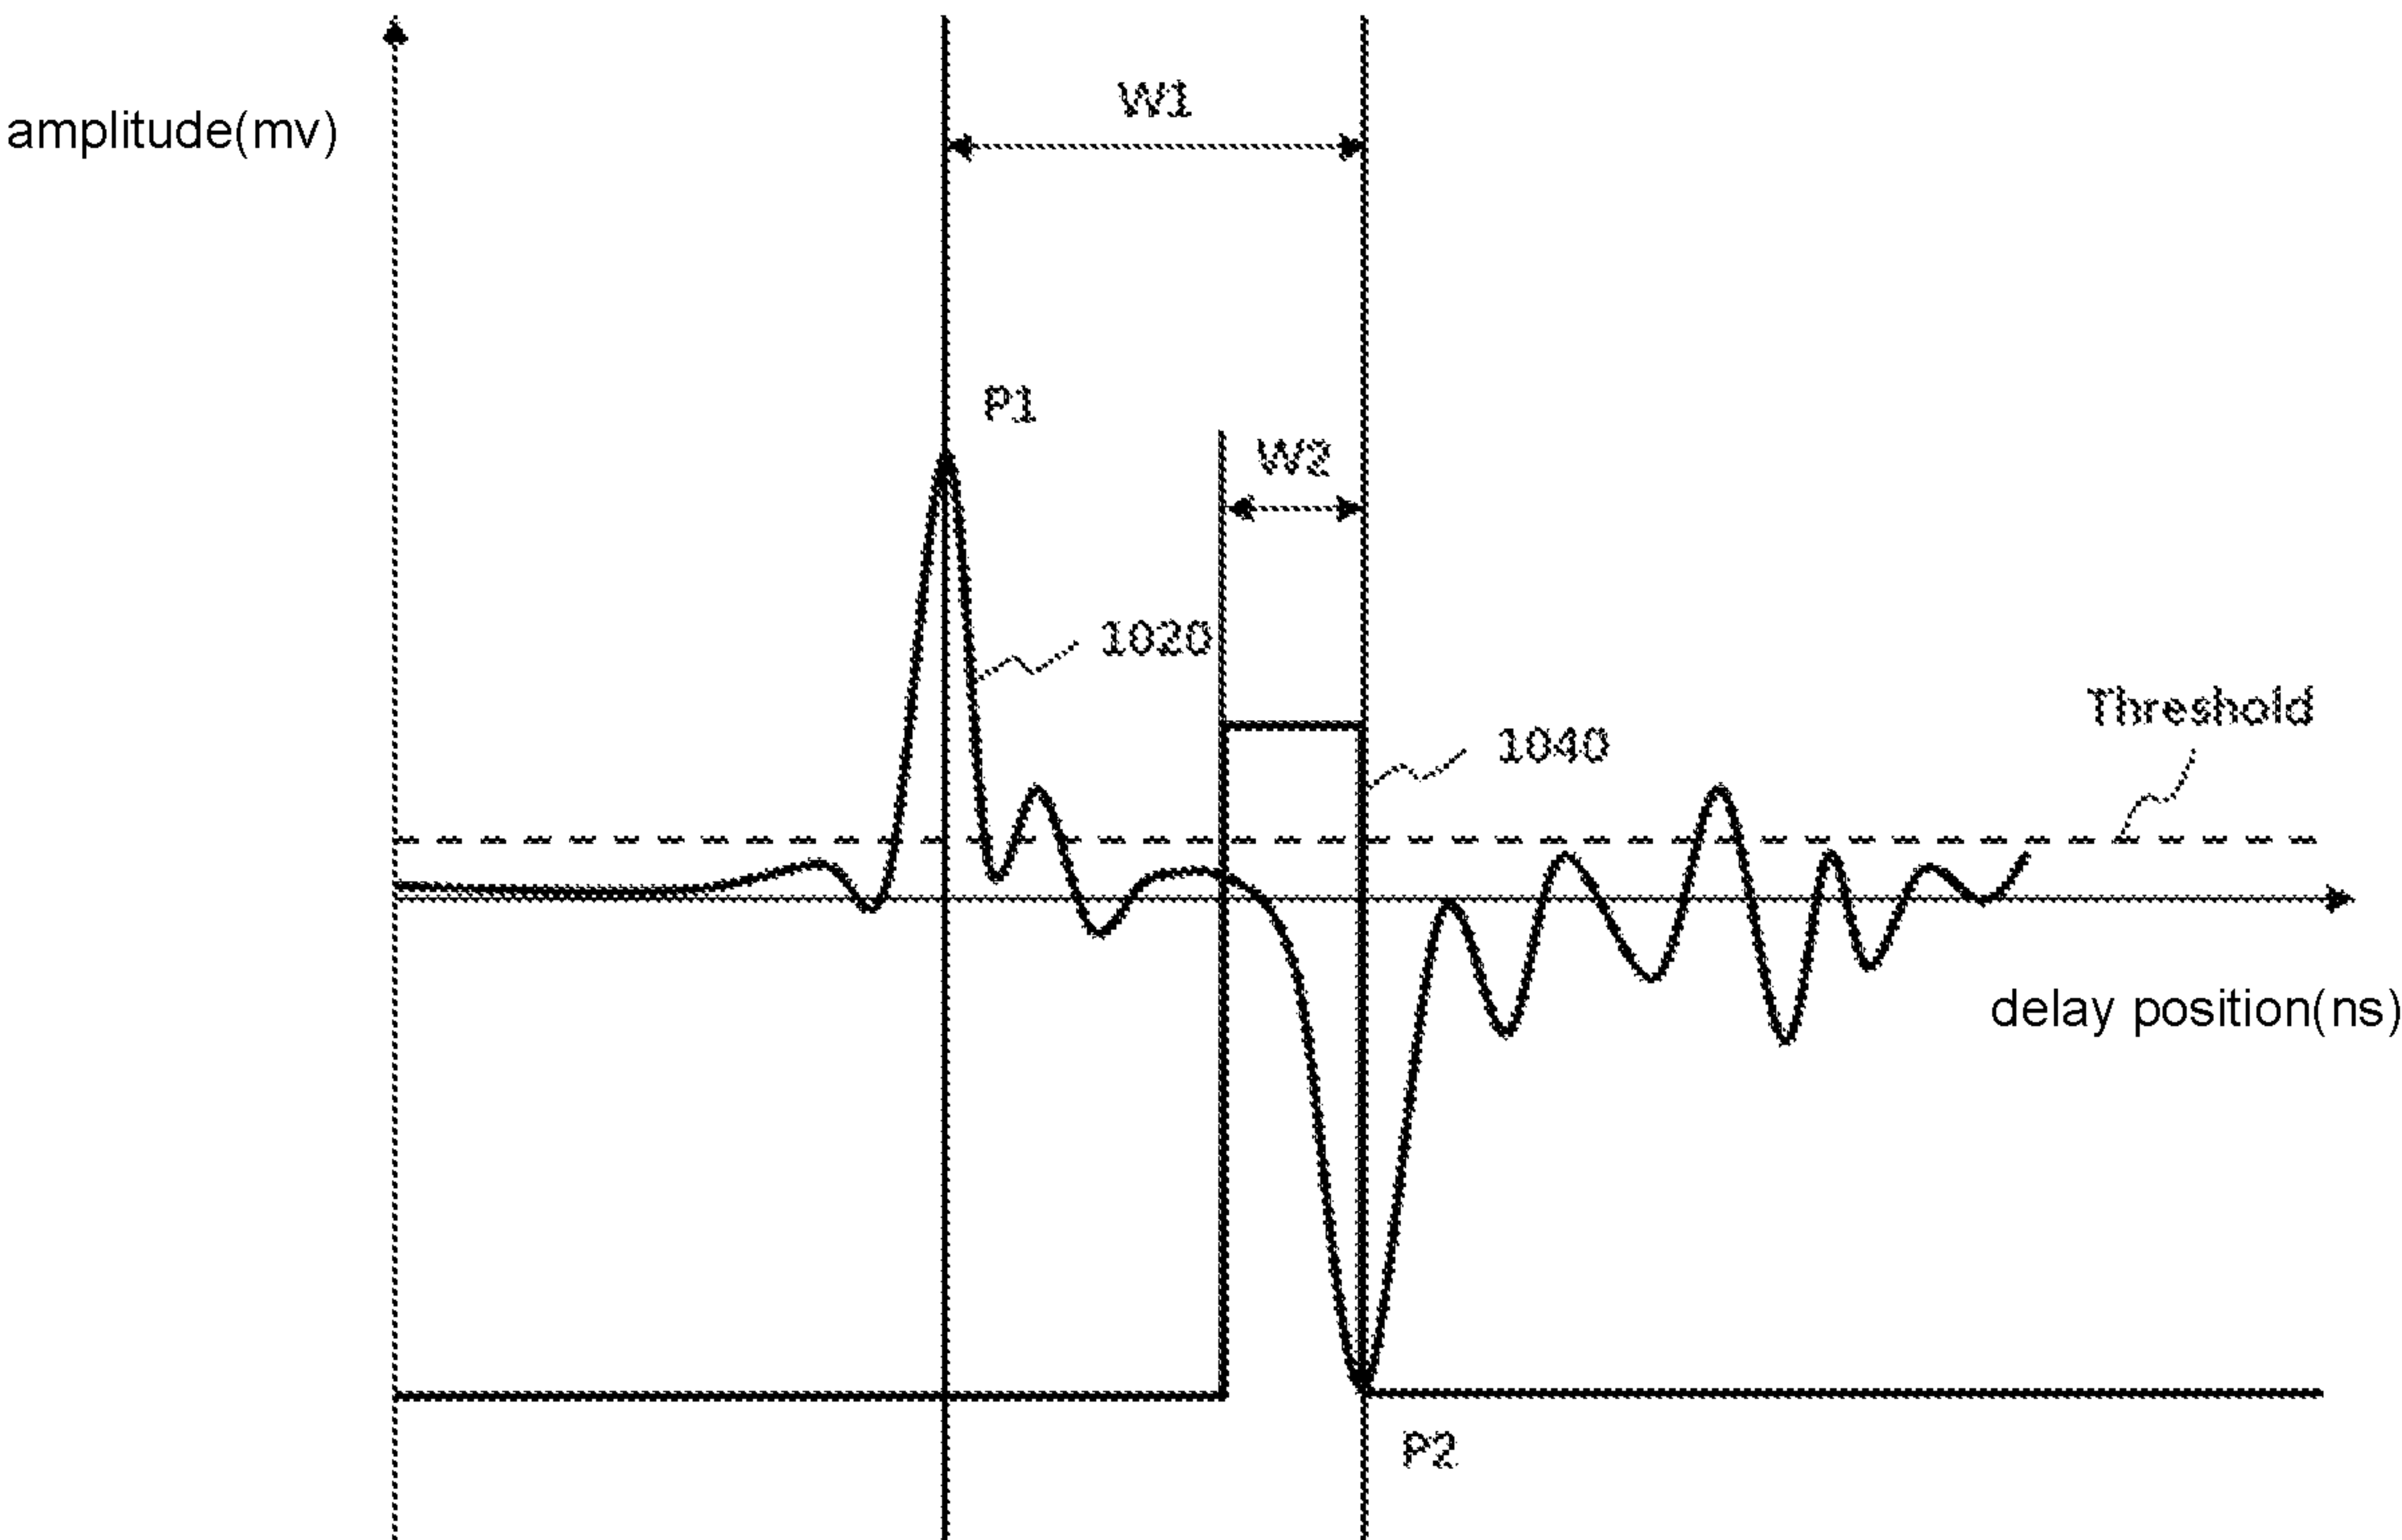 W1
amplitude(mv)
P1
W2
1020
Threshold
1040
delay position(ns)
P2